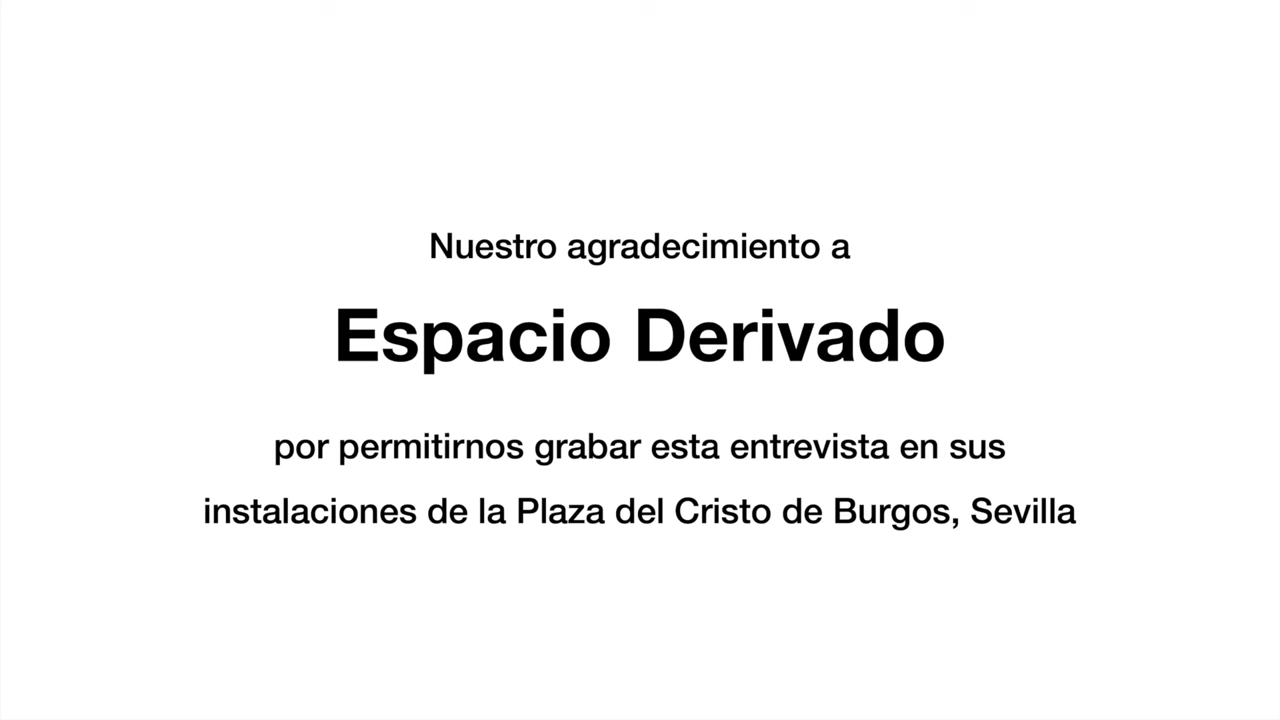 Nuestro agradecimiento a
Espacio Derivado
por permitirnos grabar esta entrevista en sus
instalaciones de la Plaza del Cristo de Burgos, Sevilla